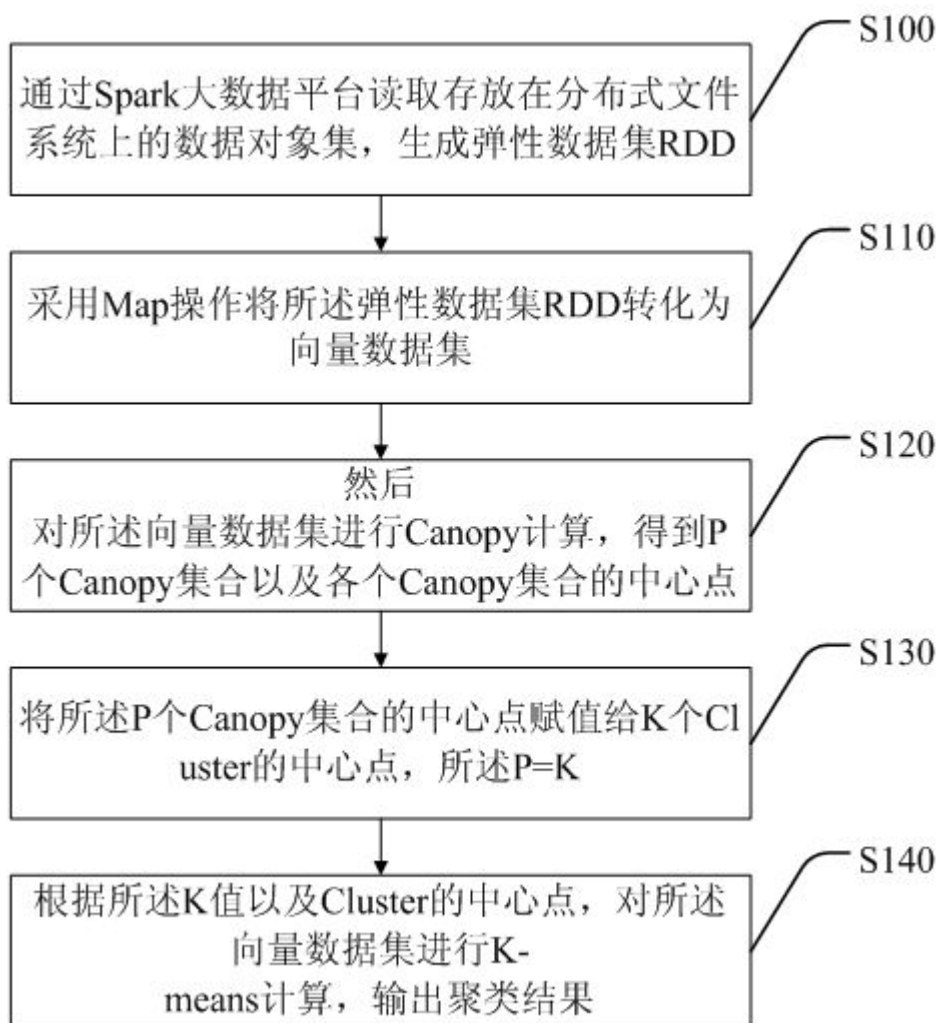 S100
通过Spark大数据平台读取存放在分布式文件
系统上的数据对象集，生成弹性数据集RDD
S110
采用Map操作将所述弹性数据集RDD转化为
向量数据集
S120
然后
对所述向量数据集进行Canopy计算，得到P
个Canopy集合以及各个Canopy集合的中心点
S130
将所述P个Canopy集合的中心点赋值给K个Cl
uster的中心点，所述P=K
S140
根据所述K值以及Cluster的中心点，对所述
向量数据集进行K-
means计算，输出聚类结果